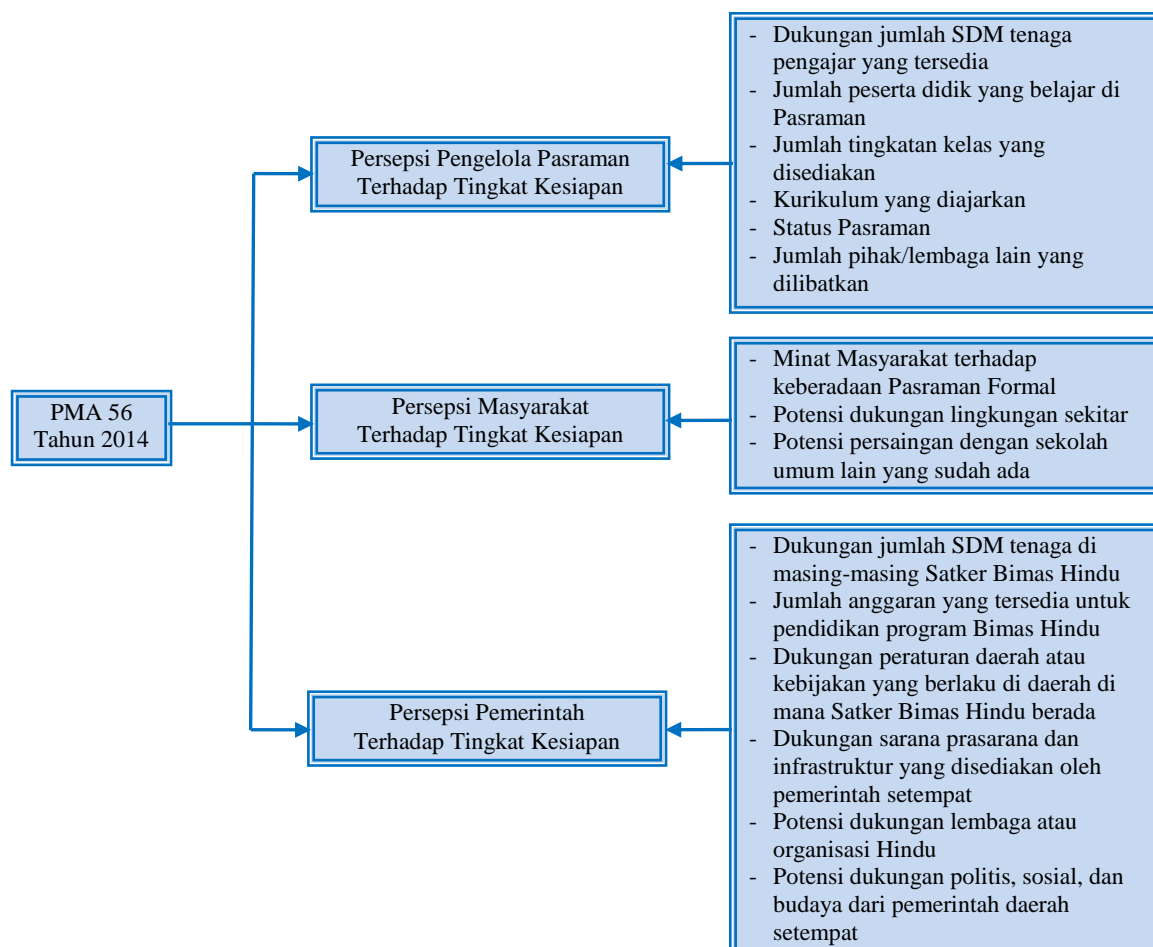 PMA 56
Tahun 2014
Persepsi Pengelola Pasraman
Terhadap Tingkat Kesiapan
- Dukungan jumlah SDM tenaga
pengajar yang tersedia
- Jumlah peserta didik yang belajar di
Pasraman
- Jumlah tingkatan kelas yang
disediakan
- Kurikulum yang diajarkan
- Status Pasraman
- Jumlah pihak/lembaga lain yang
dilibatkan
Persepsi Masyarakat
Terhadap Tingkat Kesiapan
- Minat Masyarakat terhadap
keberadaan Pasraman Formal
- Potensi dukungan lingkungan sekitar
- Potensi persaingan dengan sekolah
umum lain yang sudah ada
Persepsi Pemerintah
Terhadap Tingkat Kesiapan
- Dukungan jumlah SDM tenaga di
masing-masing Satker Bimas Hindu
- Jumlah anggaran yang tersedia untuk
pendidikan program Bimas Hindu
- Dukungan peraturan daerah atau
kebijakan yang berlaku di daerah di
mana Satker Bimas Hindu berada
- Dukungan sarana prasarana dan
infrastruktur yang disediakan oleh
pemerintah setempat
- Potensi dukungan lembaga atau
organisasi Hindu
- Potensi dukungan politis, sosial, dan
budaya dari pemerintah daerah
setempat